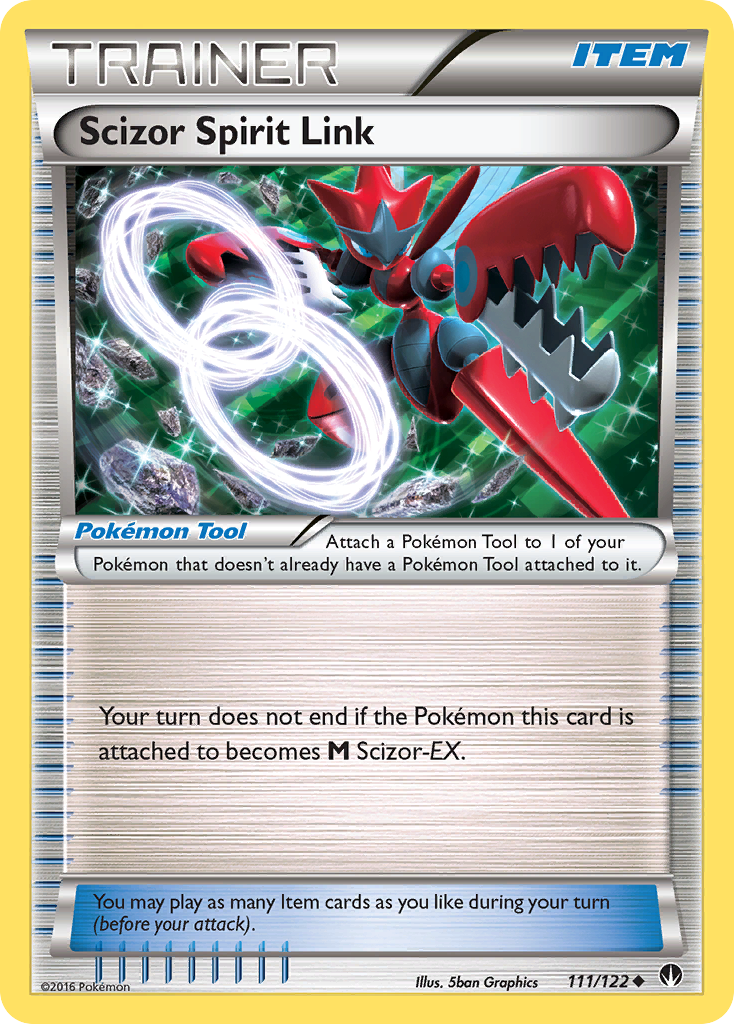 TRAINER
ITEM
Scizor Spirit Link
Pokémon Tool
Attach a Pokémon Tool to 1 of your
Pokémon that doesn't already have a Pokémon Tool attached to it.
Your turn does not end if the Pokémon this card is
attached to becomes M Scizor-EX.
You may play as many Item cards as you like during your turn
(before your attack).
©2016 Pokémon
Illus. 5ban Graphics
111/122